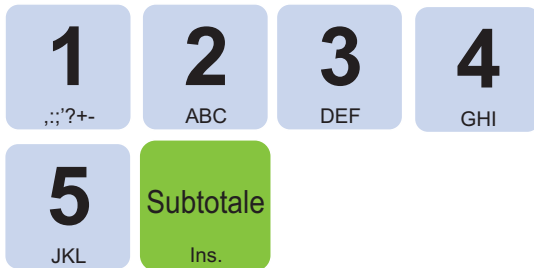 1 2 3 4
,:;'?+- ABC DEF GHI
5 Subtotale
JKL Ins.